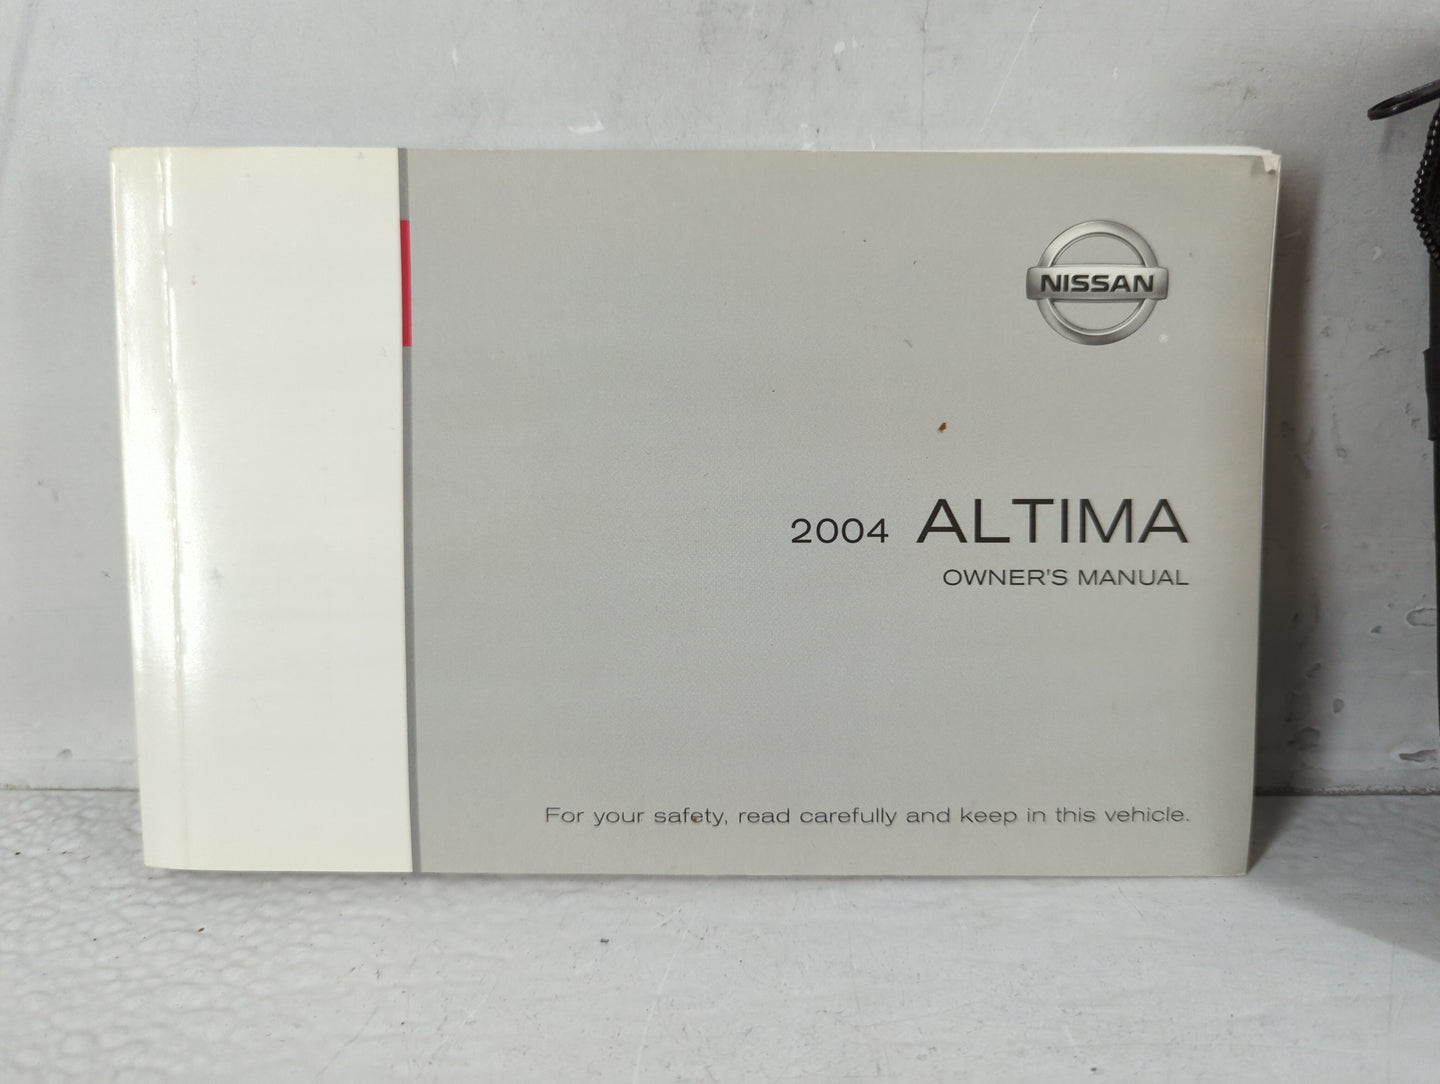 NISSAN
2004 ALTIMA
OWNER'S MANUAL
For your safety, read carefully and keep in this vehicle.